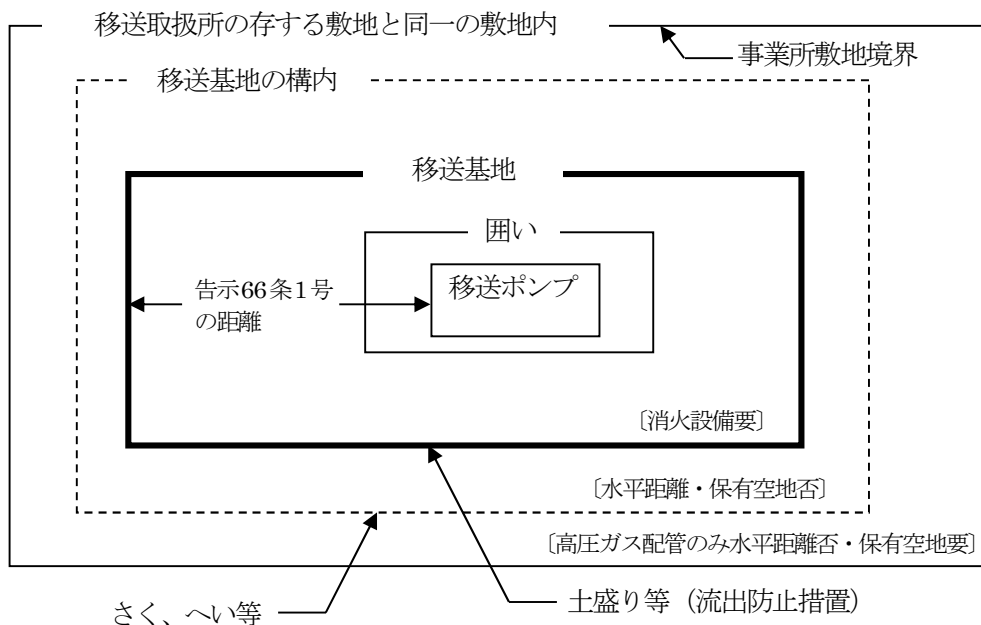 移送取扱所の存する敷地と同一の敷地内
事業所敷地境界
移送基地の構内
移送基地
囲い
移送ポンプ
告示66条1号
の距離
〔消火設備要〕
〔水平距離・保有空地否〕
〔高圧ガス配管のみ水平距離否・保有空地要〕
土盛り等（流出防止措置）
さく、へい等